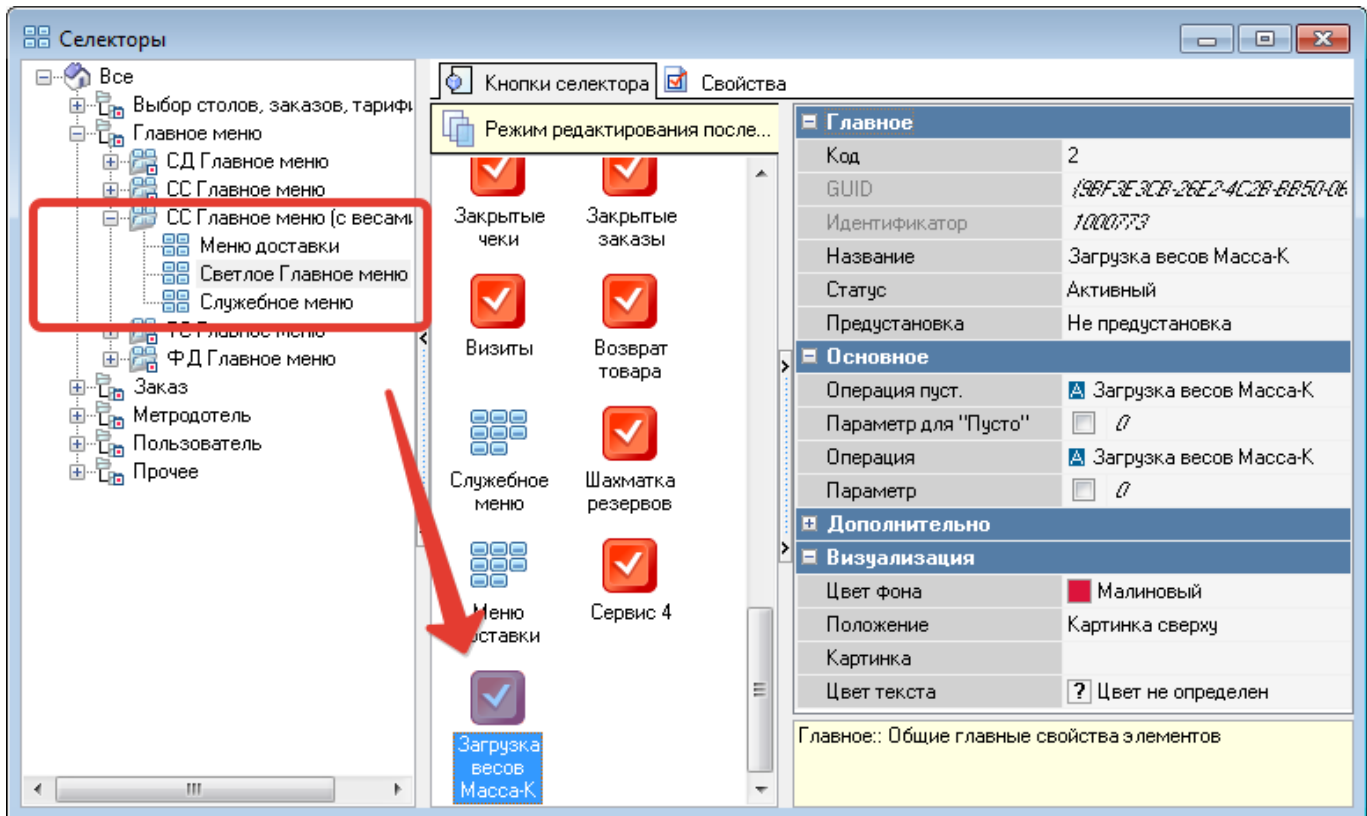 Селекторы
Все
Выбор столов, заказов, тариф
Главное меню
СД Главное меню
СС Главное меню
СС Главное меню (с весами
Меню доставки
Светлое Главное меню
Служебное меню
Главное меню
ФД Главное меню
Заказ
Метродотель
Пользователь
Прочее
Кнопки селектора
Свойства
Режим редактирования после...
Закрытые
чеки
Закрытые
заказы
Визиты
Возврат
товара
Служебное
меню
Шахматка
резервов
Меню
доставки
Сервис 4
Загрузка
весов
Масса-К
Главное
Код 2
GUID {9BF3E3CB-26E2-4C2B-BB50-06
Идентификатор 1000773
Название Загрузка весов Масса-К
Статус Активный
Предустановка Не предустановка
Основное
Операция пуст. A Загрузка весов Масса-К
Параметр для "Пусто" 0
Операция A Загрузка весов Масса-К
Параметр 0
Дополнительно
Визуализация
Цвет фона Малиновый
Положение Картинка сверху
Картинка
Цвет текста ? Цвет не определен
Главное:: Общие главные свойства элементов